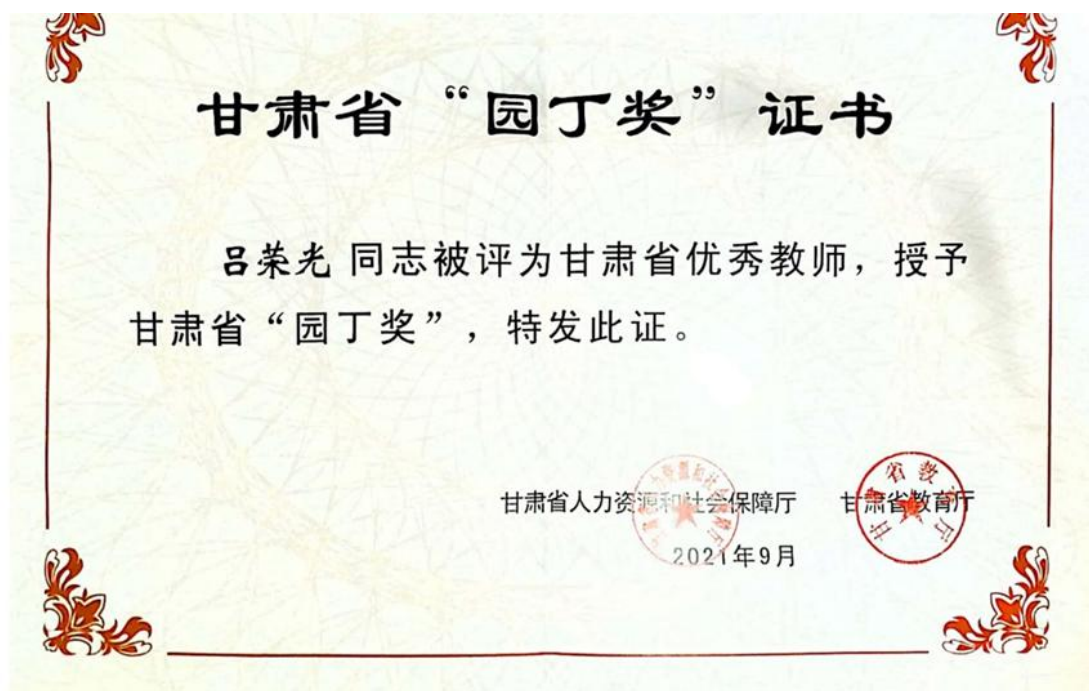 甘肃省“园丁奖”证书
吕荣光 同志被评为甘肃省优秀教师，授予
甘肃省“园丁奖”，特发此证。
甘肃省人力资源和社会保障厅 甘肃省教育厅
2021年9月